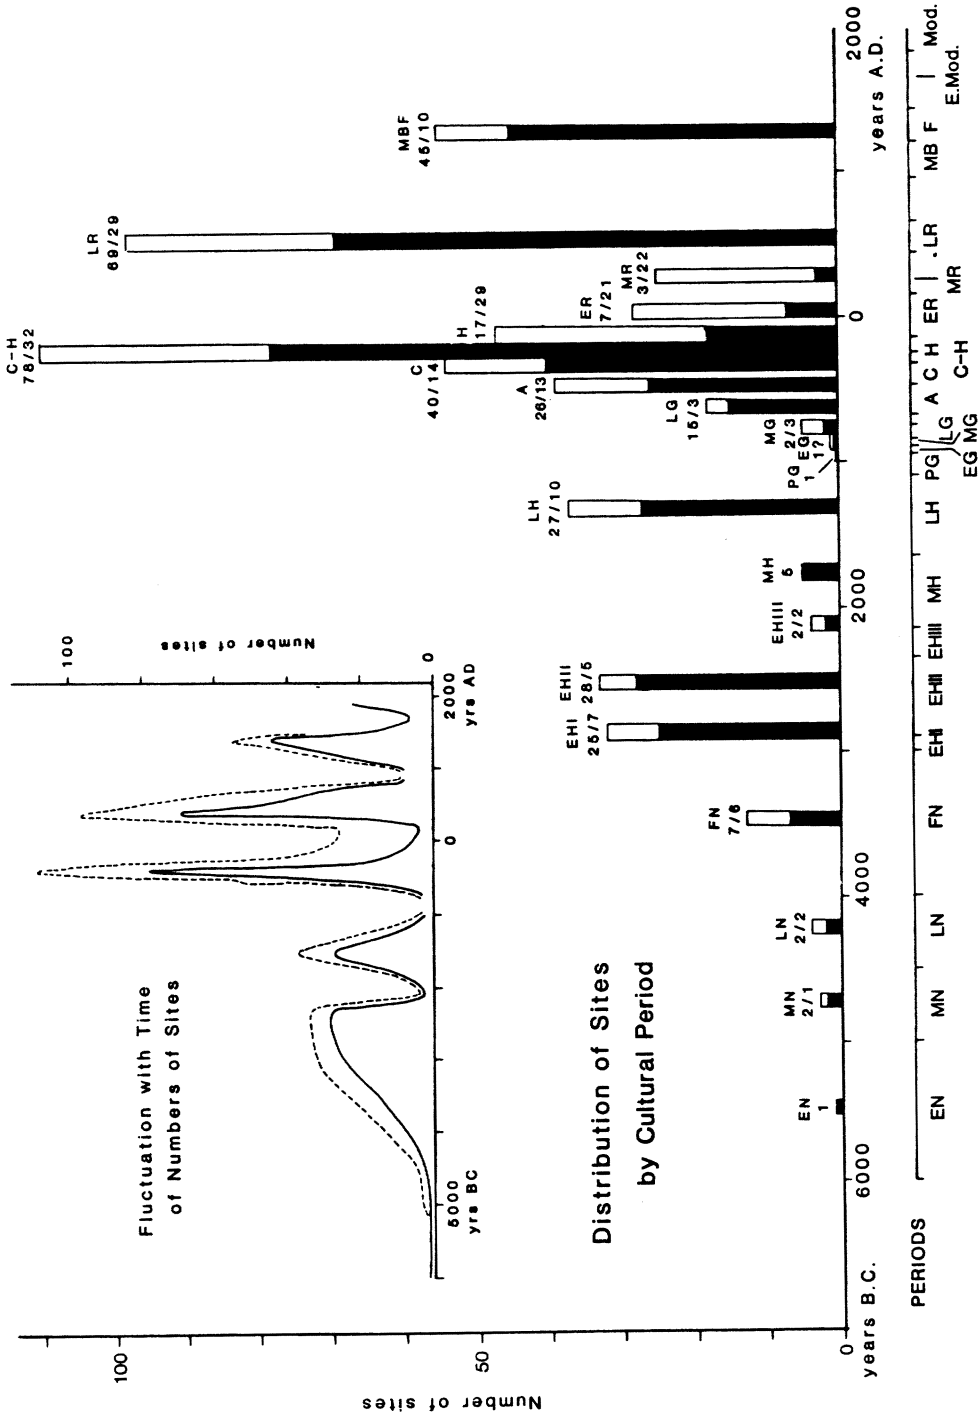 Fluctuation with Time
of Numbers of Sites
Number of sites
100
0
5000
yrs BC
0
2000
yrs AD
Distribution of Sites
by Cultural Period
Number of sites
100
50
0
EN
1
MN
2/1
LN
2/2
FN
7/6
EHI
25/7
EHII
28/5
EHIII
2/2
MH
5
LH
27/10
PG
1
EG
1?
MG
2/3
LG
15/3
A
26/13
C
40/14
C-H
78/32
H
17/29
ER
7/21
MR
3/22
LR
69/29
MBF
45/10
years B.C.
6000
4000
2000
0
2000
years A.D.
PERIODS
EN
MN
LN
FN
EHI
EHII
EHIII
MH
LH
PG
EG
MG
LG
A
C
H
C-H
ER
MR
LR
MB
F
E.Mod.
Mod.